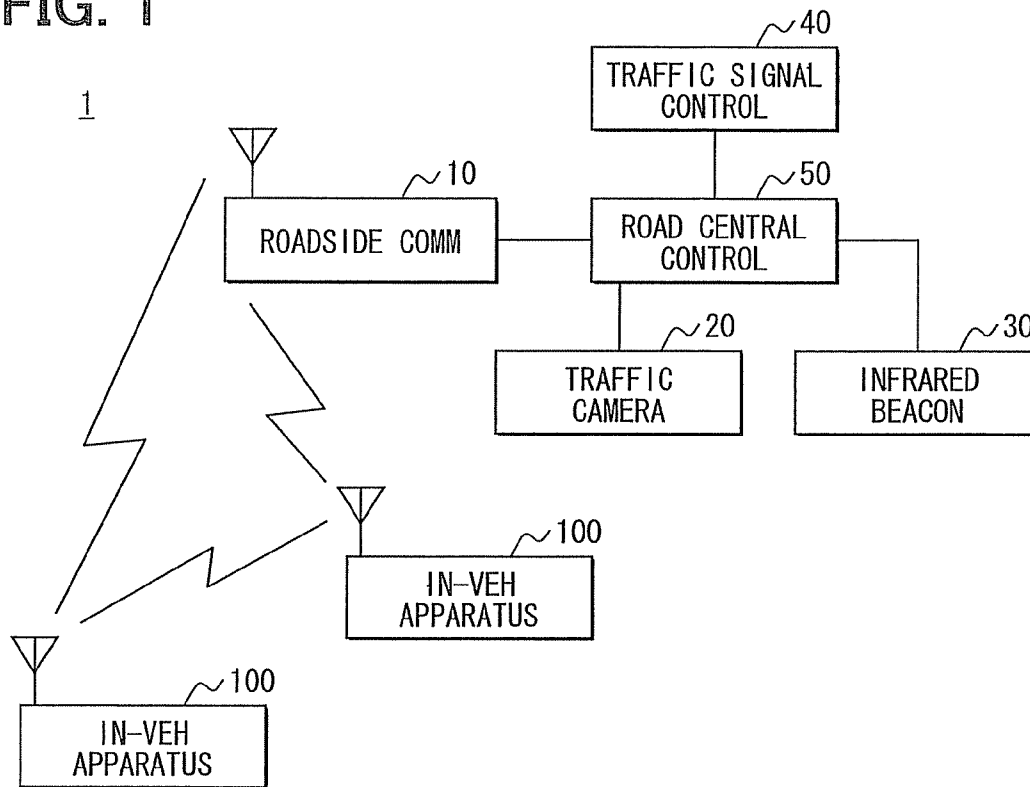 FIG. 1
1
40
TRAFFIC SIGNAL
CONTROL
10
ROADSIDE COMM
50
ROAD CENTRAL
CONTROL
20
TRAFFIC
CAMERA
30
INFRARED
BEACON
100
IN-VEH
APPARATUS
100
IN-VEH
APPARATUS